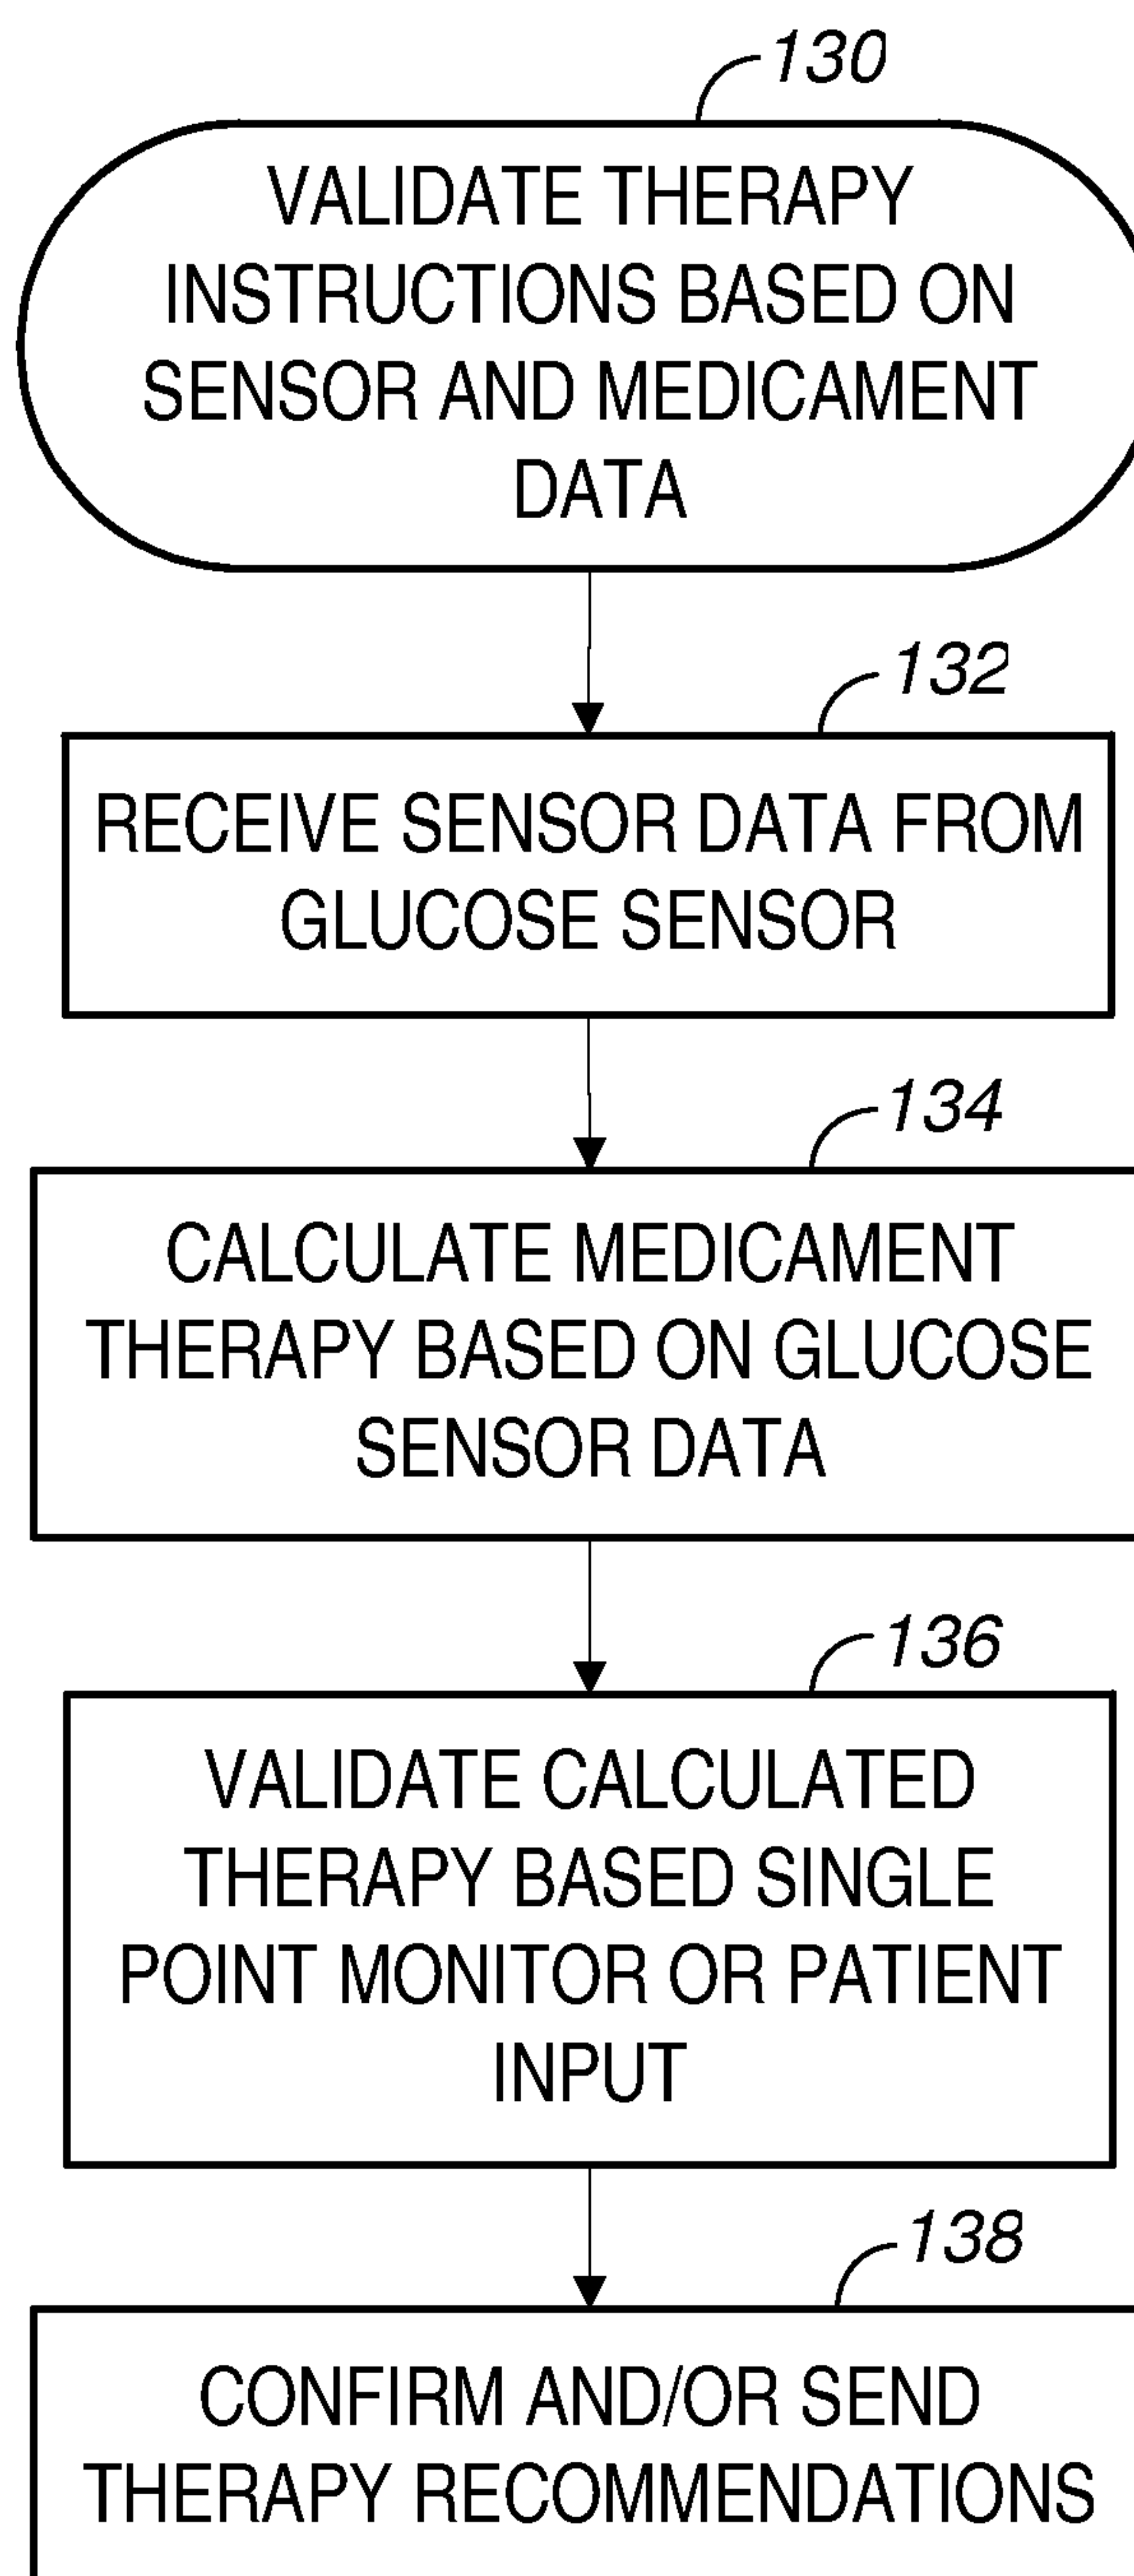 130
VALIDATE THERAPY
INSTRUCTIONS BASED ON
SENSOR AND MEDICAMENT
DATA
132
RECEIVE SENSOR DATA FROM
GLUCOSE SENSOR
134
CALCULATE MEDICAMENT
THERAPY BASED ON GLUCOSE
SENSOR DATA
136
VALIDATE CALCULATED
THERAPY BASED SINGLE
POINT MONITOR OR PATIENT
INPUT
138
CONFIRM AND/OR SEND
THERAPY RECOMMENDATIONS